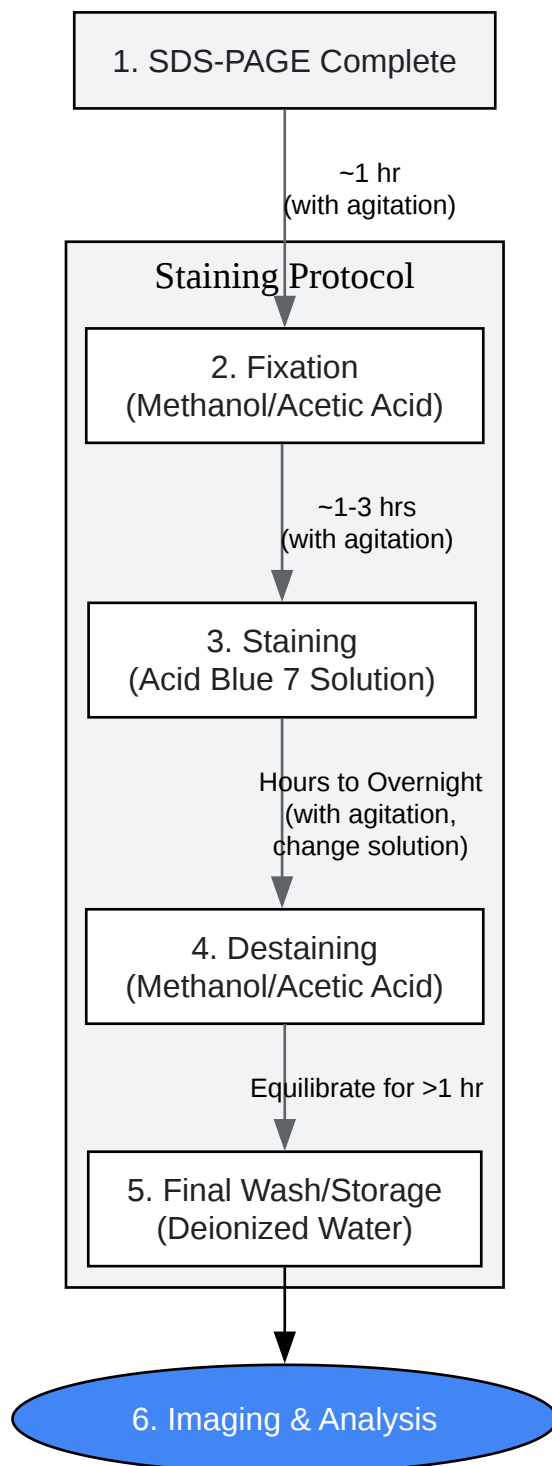 1. SDS-PAGE Complete
~1 hr
(with agitation)
Staining Protocol
2. Fixation
(Methanol/Acetic Acid)
~1-3 hrs
(with agitation)
3. Staining
(Acid Blue 7 Solution)
Hours to Overnight
(with agitation,
change solution)
4. Destaining
(Methanol/Acetic Acid)
Equilibrate for >1 hr
5. Final Wash/Storage
(Deionized Water)
6. Imaging & Analysis